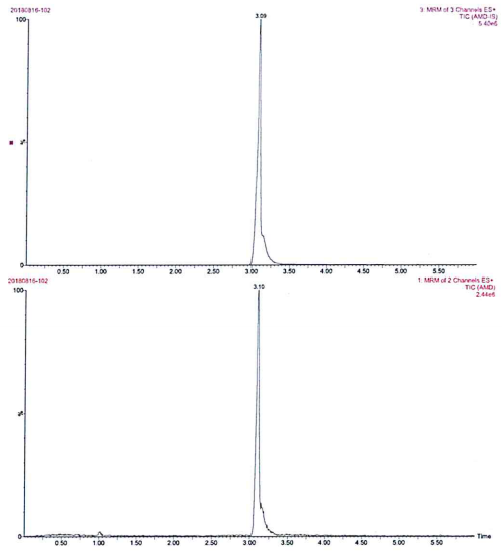 20180816-102
3: MRM of 3 Channels ES+
TIC (AMD-IS)
5.40e6
3.09
100
%
0
0.50 1.00 1.50 2.00 2.50 3.00 3.50 4.00 4.50 5.00 5.50
20180816-102
1: MRM of 2 Channels ES+
TIC (AMD)
2.44e6
3.10
100
%
0
0.50 1.00 1.50 2.00 2.50 3.00 3.50 4.00 4.50 5.00 5.50
Time